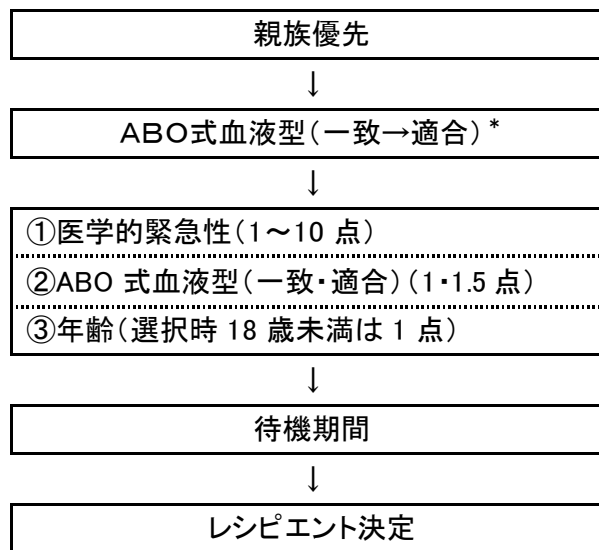 親族優先
↓
ABO式血液型(一致→適合)*
↓
①医学的緊急性(1～10 点)
②ABO 式血液型(一致・適合)(1・1.5 点)
③年齢(選択時 18 歳未満は 1 点)
↓
待機期間
↓
レシピエント決定